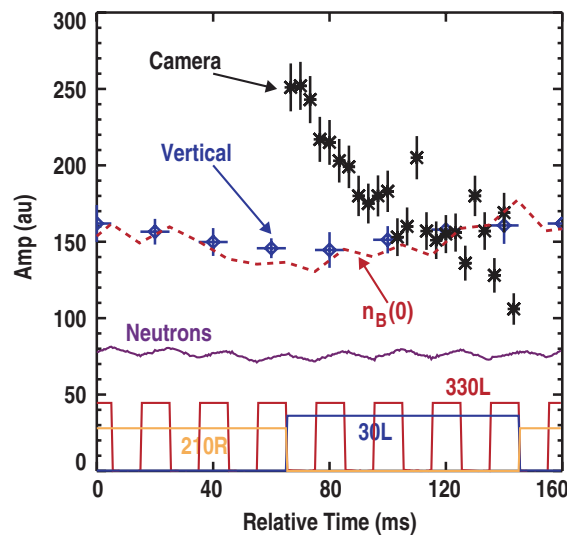 Amp (au)
300
250
200
150
100
50
0
Camera
Vertical
n_B(0)
Neutrons
330L
210R
30L
0
40
80
120
160
Relative Time (ms)